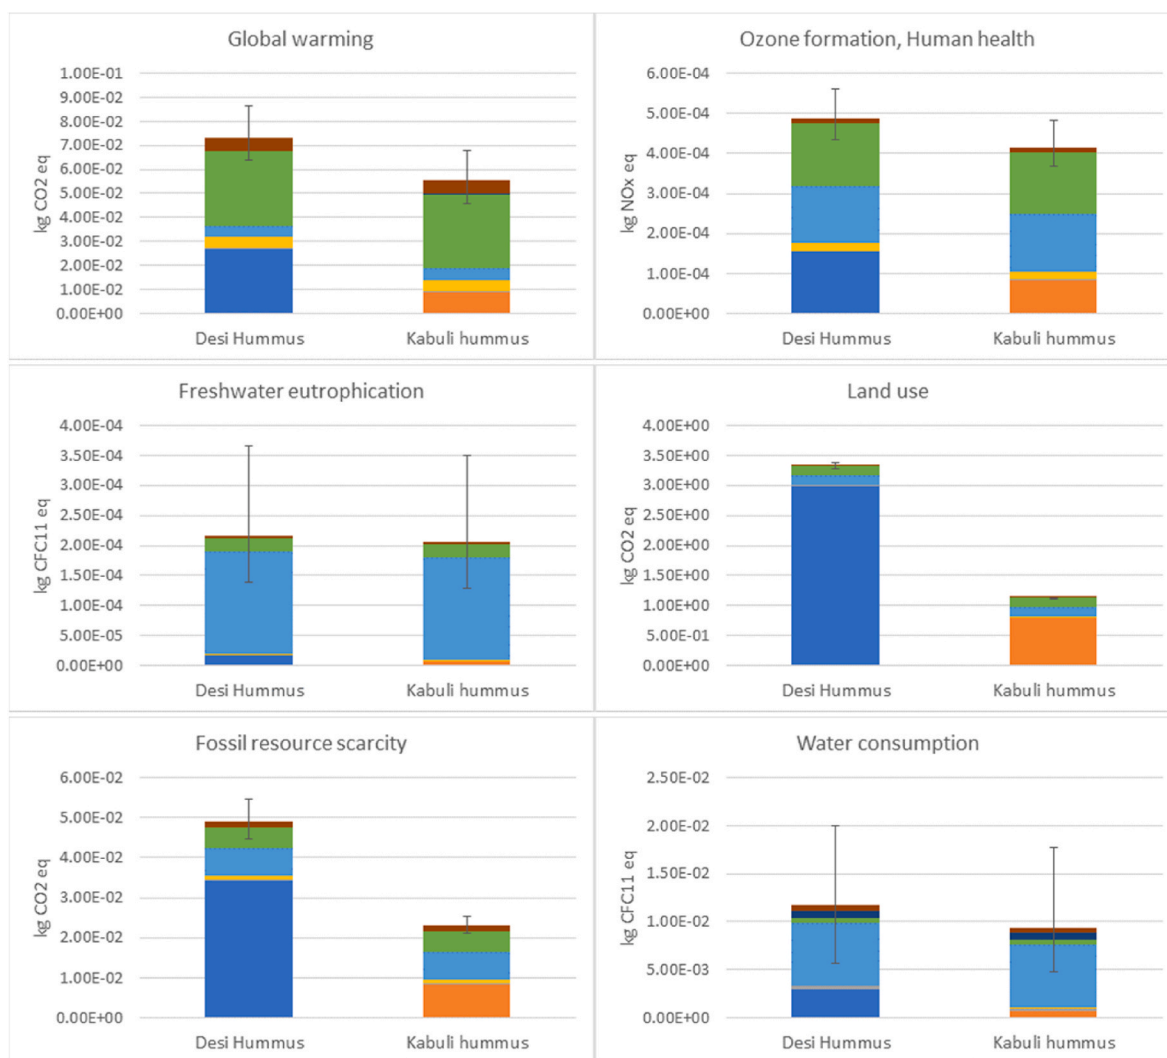 Global warming
kg CO2 eq
1.00E-01
9.00E-02
8.00E-02
7.00E-02
6.00E-02
5.00E-02
4.00E-02
3.00E-02
2.00E-02
1.00E-02
0.00E+00
Desi Hummus Kabuli hummus
Ozone formation, Human health
kg NOx eq
6.00E-04
5.00E-04
4.00E-04
3.00E-04
2.00E-04
1.00E-04
0.00E+00
Desi Hummus Kabuli hummus
Freshwater eutrophication
kg CFC11 eq
4.00E-04
3.50E-04
3.00E-04
2.50E-04
2.00E-04
1.50E-04
1.00E-04
5.00E-05
0.00E+00
Desi Hummus Kabuli hummus
Land use
kg CO2 eq
4.00E+00
3.50E+00
3.00E+00
2.50E+00
2.00E+00
1.50E+00
1.00E+00
5.00E-01
0.00E+00
Desi Hummus Kabuli hummus
Fossil resource scarcity
kg CO2 eq
6.00E-02
5.00E-02
4.00E-02
3.00E-02
2.00E-02
1.00E-02
0.00E+00
Desi Hummus Kabuli hummus
Water consumption
kg CFC11 eq
2.50E-02
2.00E-02
1.50E-02
1.00E-02
5.00E-03
0.00E+00
Desi Hummus Kabuli hummus